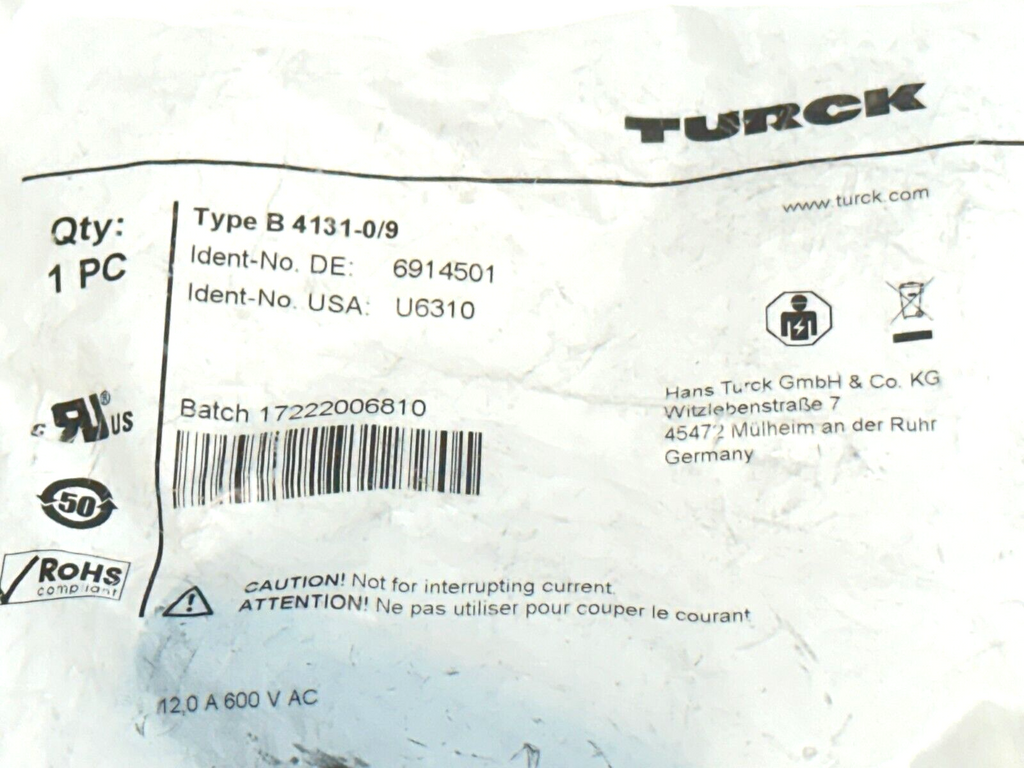 TURCK
www.turck.com
Qty:
1 PC
Type B 4131-0/9
Ident-No. DE: 6914501
Ident-No. USA: U6310
Hans Turck GmbH & Co. KG
Witzlebenstraße 7
45472 Mülheim an der Ruhr
Germany
c RU® US
Batch 17222006810
50
RoHS
compliant
CAUTION! Not for interrupting current.
ATTENTION! Ne pas utiliser pour couper le courant
12,0 A 600 V AC